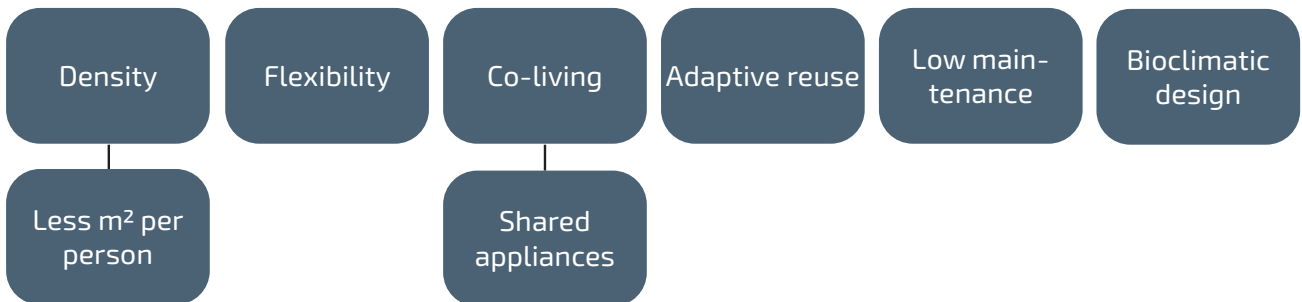 Density
Flexibility
Co-living
Adaptive reuse
Low main-
tenance
Bioclimatic
design
Less m² per
person
Shared
appliances